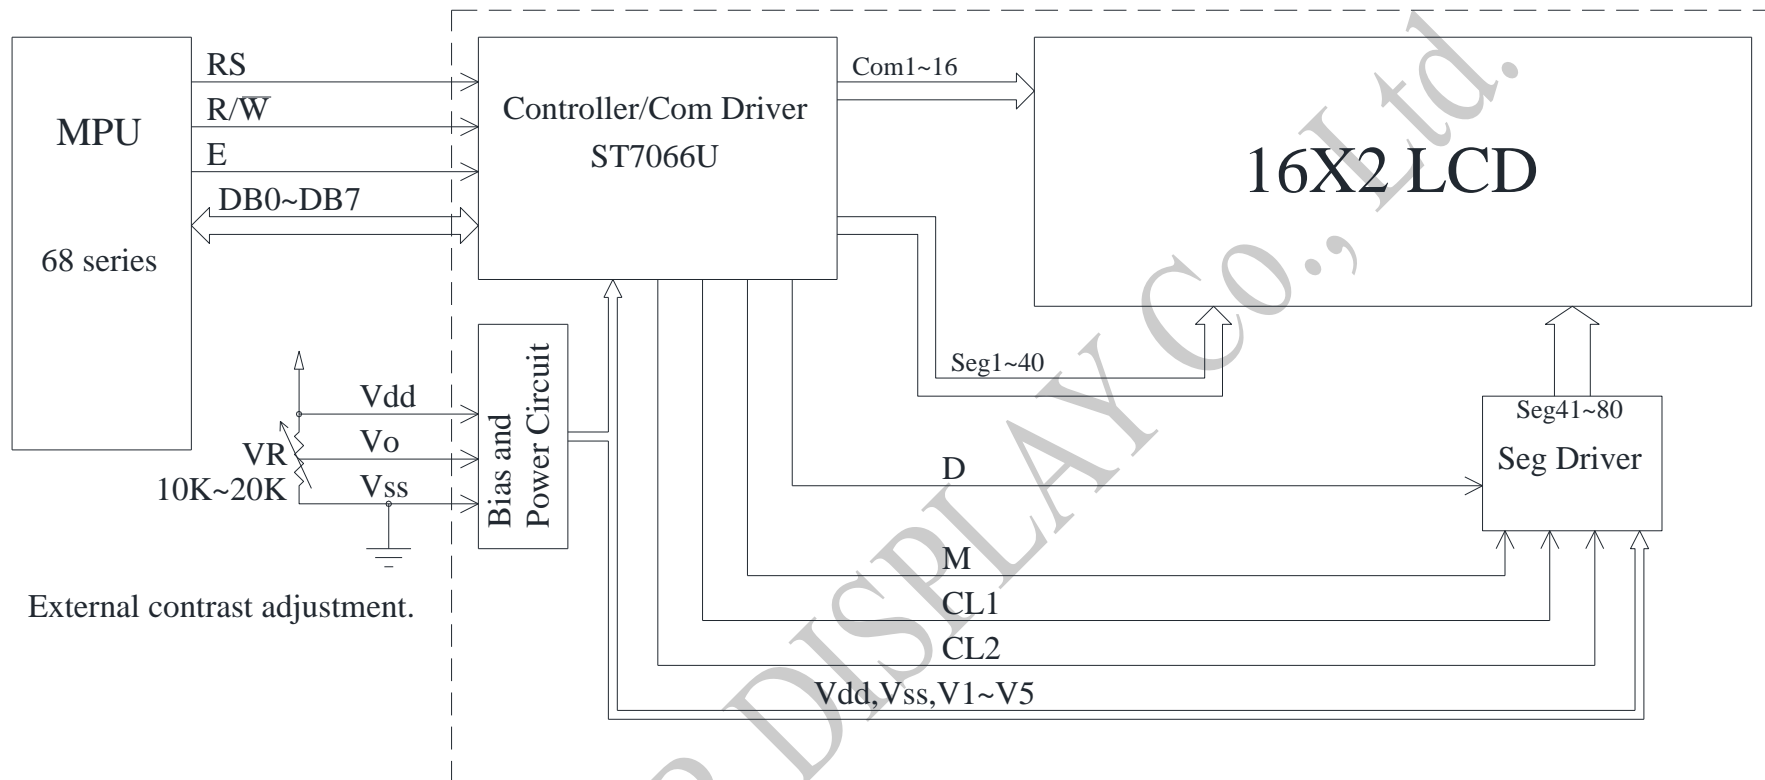 MPU
68 series
RS
R/W̅
E
DB0~DB7
Controller/Com Driver
ST7066U
Com1~16
16X2 LCD
Seg1~40
Seg41~80
Seg Driver
Bias and
Power Circuit
Vdd
Vo
Vss
VR
10K~20K
External contrast adjustment.
D
M
CL1
CL2
Vdd,Vss,V1~V5
DISPLAY Co., Ltd.